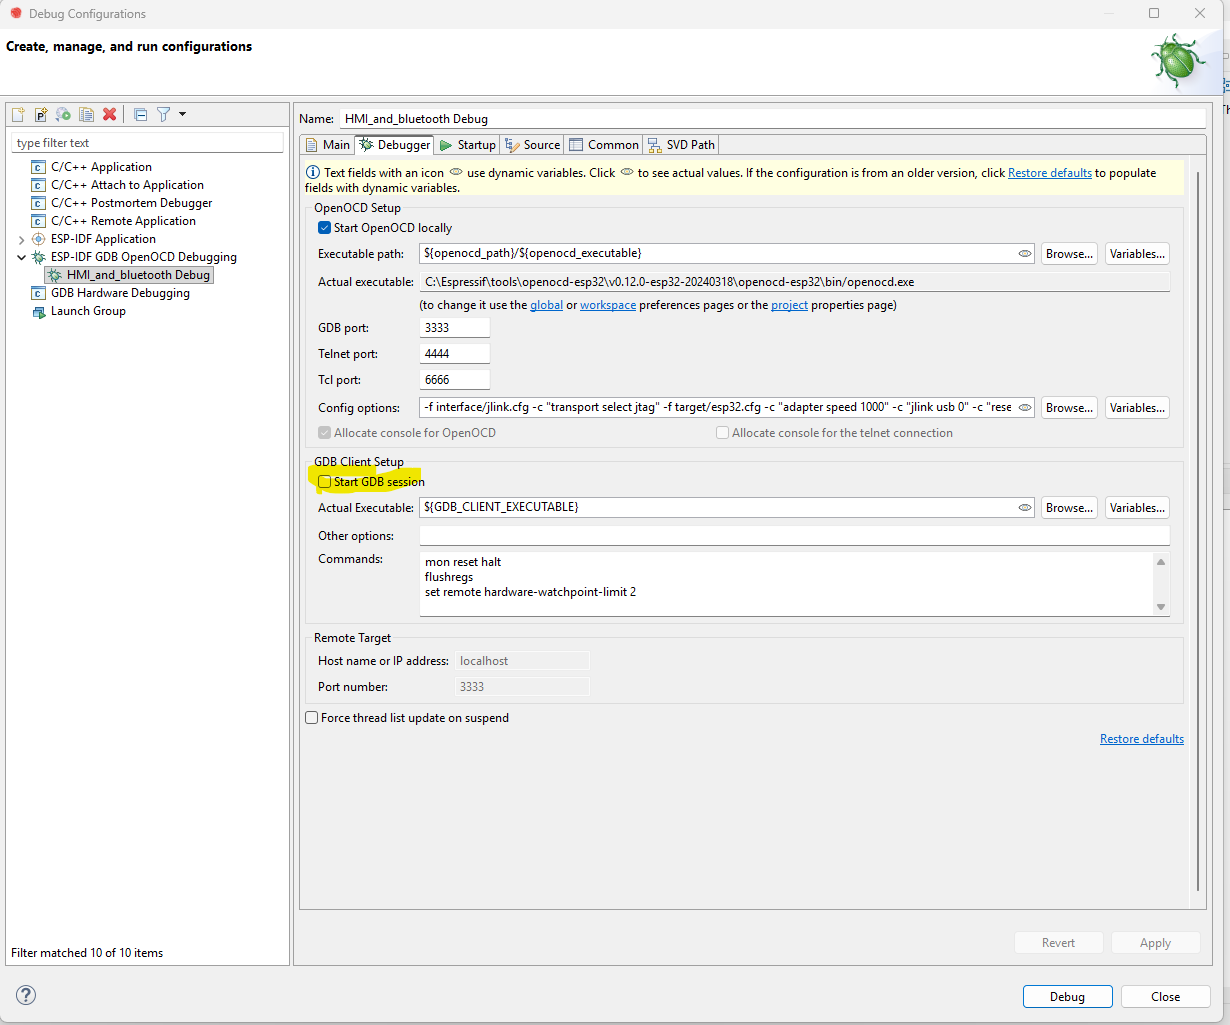 Debug Configurations
Create, manage, and run configurations
type filter text
C/C++ Application
C/C++ Attach to Application
C/C++ Postmortem Debugger
C/C++ Remote Application
ESP-IDF Application
ESP-IDF GDB OpenOCD Debugging
HMI_and_bluetooth Debug
GDB Hardware Debugging
Launch Group
Filter matched 10 of 10 items
Name: HMI_and_bluetooth Debug
Main Debugger Startup Source Common SVD Path
Text fields with an icon use dynamic variables. Click to see actual values. If the configuration is from an older version, click Restore defaults to populate
fields with dynamic variables.
OpenOCD Setup
Start OpenOCD locally
Executable path: ${openocd_path}/${openocd_executable} Browse... Variables...
Actual executable: C:\Espressif\tools\openocd-esp32\v0.12.0-esp32-20240318\openocd-esp32\bin/openocd.exe
(to change it use the global or workspace preferences pages or the project properties page)
GDB port: 3333
Telnet port: 4444
Tcl port: 6666
Config options: -f interface/jlink.cfg -c "transport select jtag" -f target/esp32.cfg -c "adapter speed 1000" -c "jlink usb 0" -c "rese Browse... Variables...
Allocate console for OpenOCD Allocate console for the telnet connection
GDB Client Setup
Start GDB session
Actual Executable: ${GDB_CLIENT_EXECUTABLE} Browse... Variables...
Other options:
Commands: mon reset halt
flushregs
set remote hardware-watchpoint-limit 2
Remote Target
Host name or IP address: localhost
Port number: 3333
Force thread list update on suspend
Restore defaults
Revert Apply
Debug Close